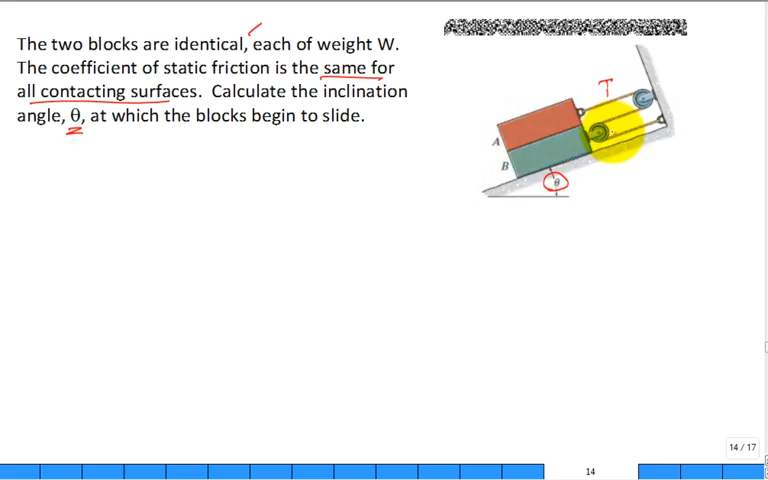 The two blocks are identical, each of weight W.
The coefficient of static friction is the same for
all contacting surfaces. Calculate the inclination
angle, θ, at which the blocks begin to slide.
T
A
B
θ
14 / 17
14